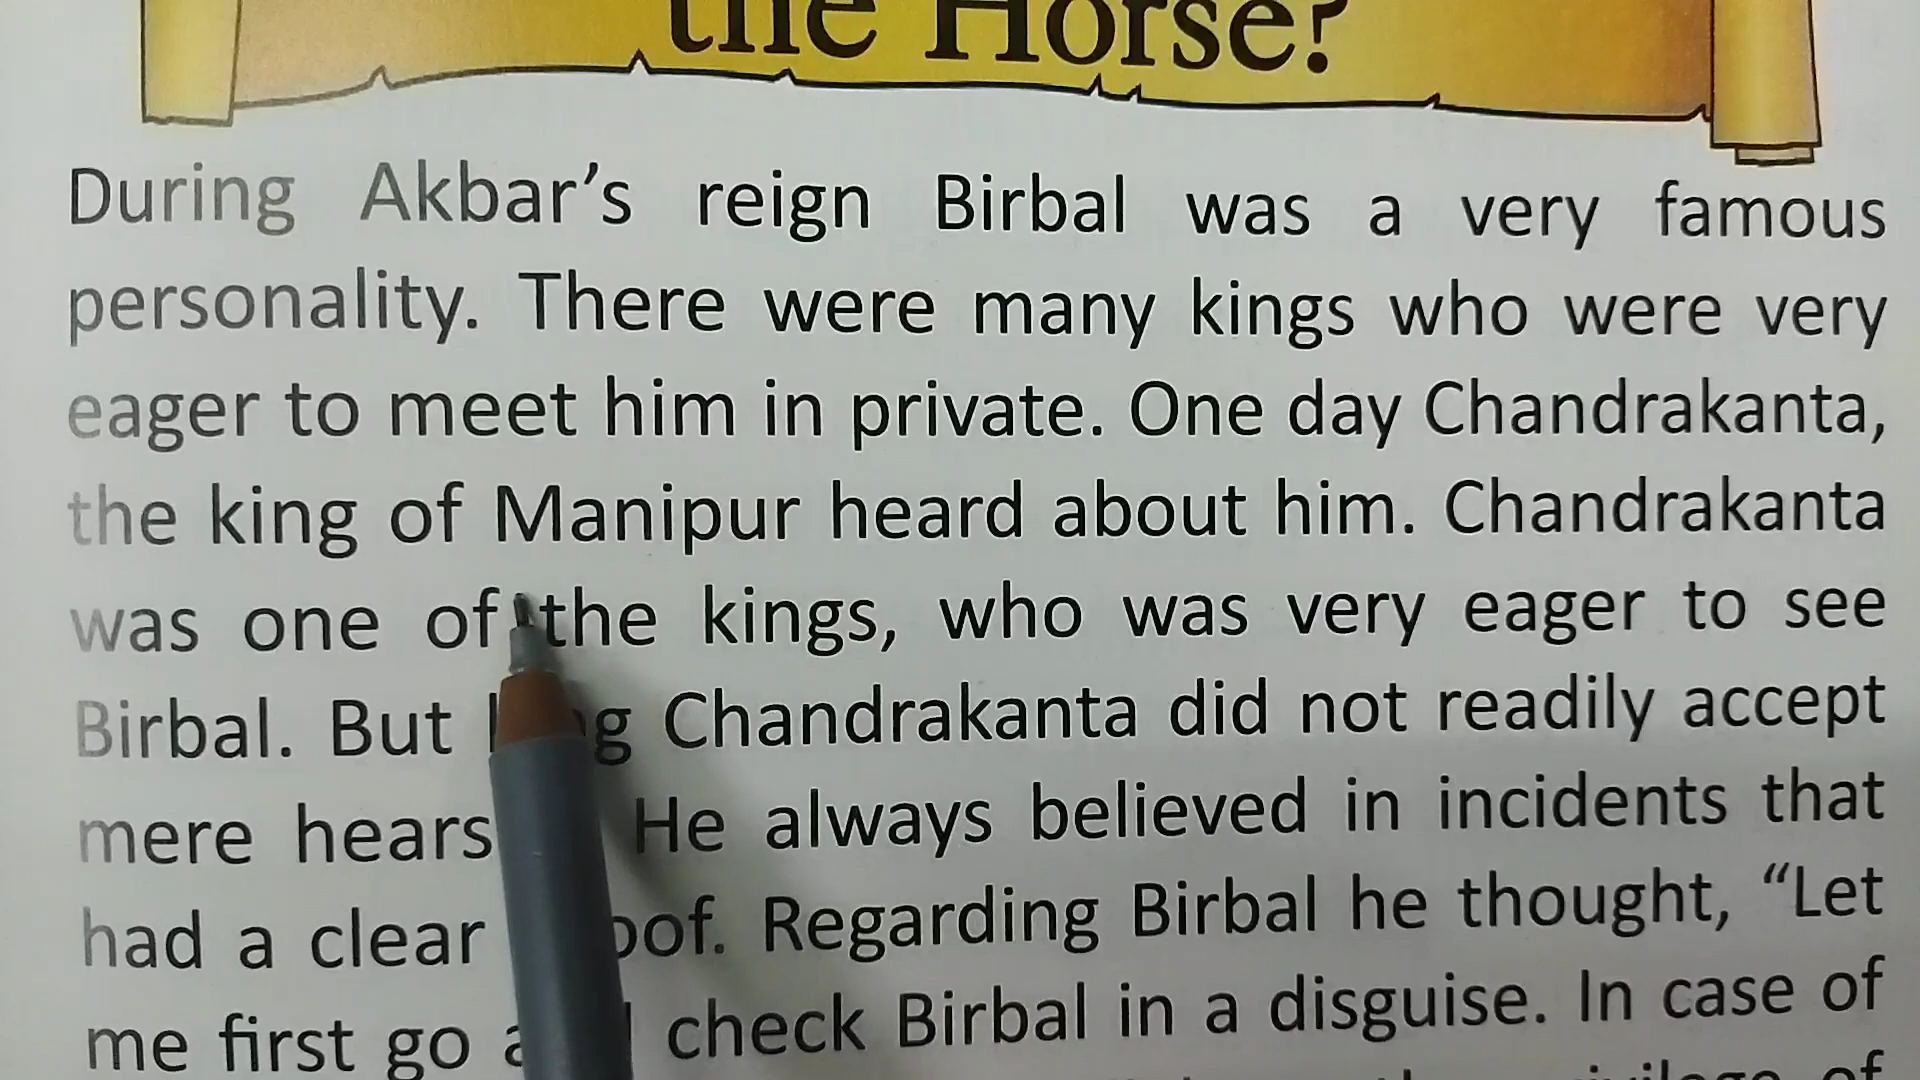 the Horse?
During Akbar’s reign Birbal was a very famous
personality. There were many kings who were very
eager to meet him in private. One day Chandrakanta,
the king of Manipur heard about him. Chandrakanta
was one of the kings, who was very eager to see
Birbal. But Chandrakanta did not readily accept
mere He always believed in incidents that
had a clear Regarding Birbal he thought, “Let
me first go check Birbal in a disguise. In case of
of